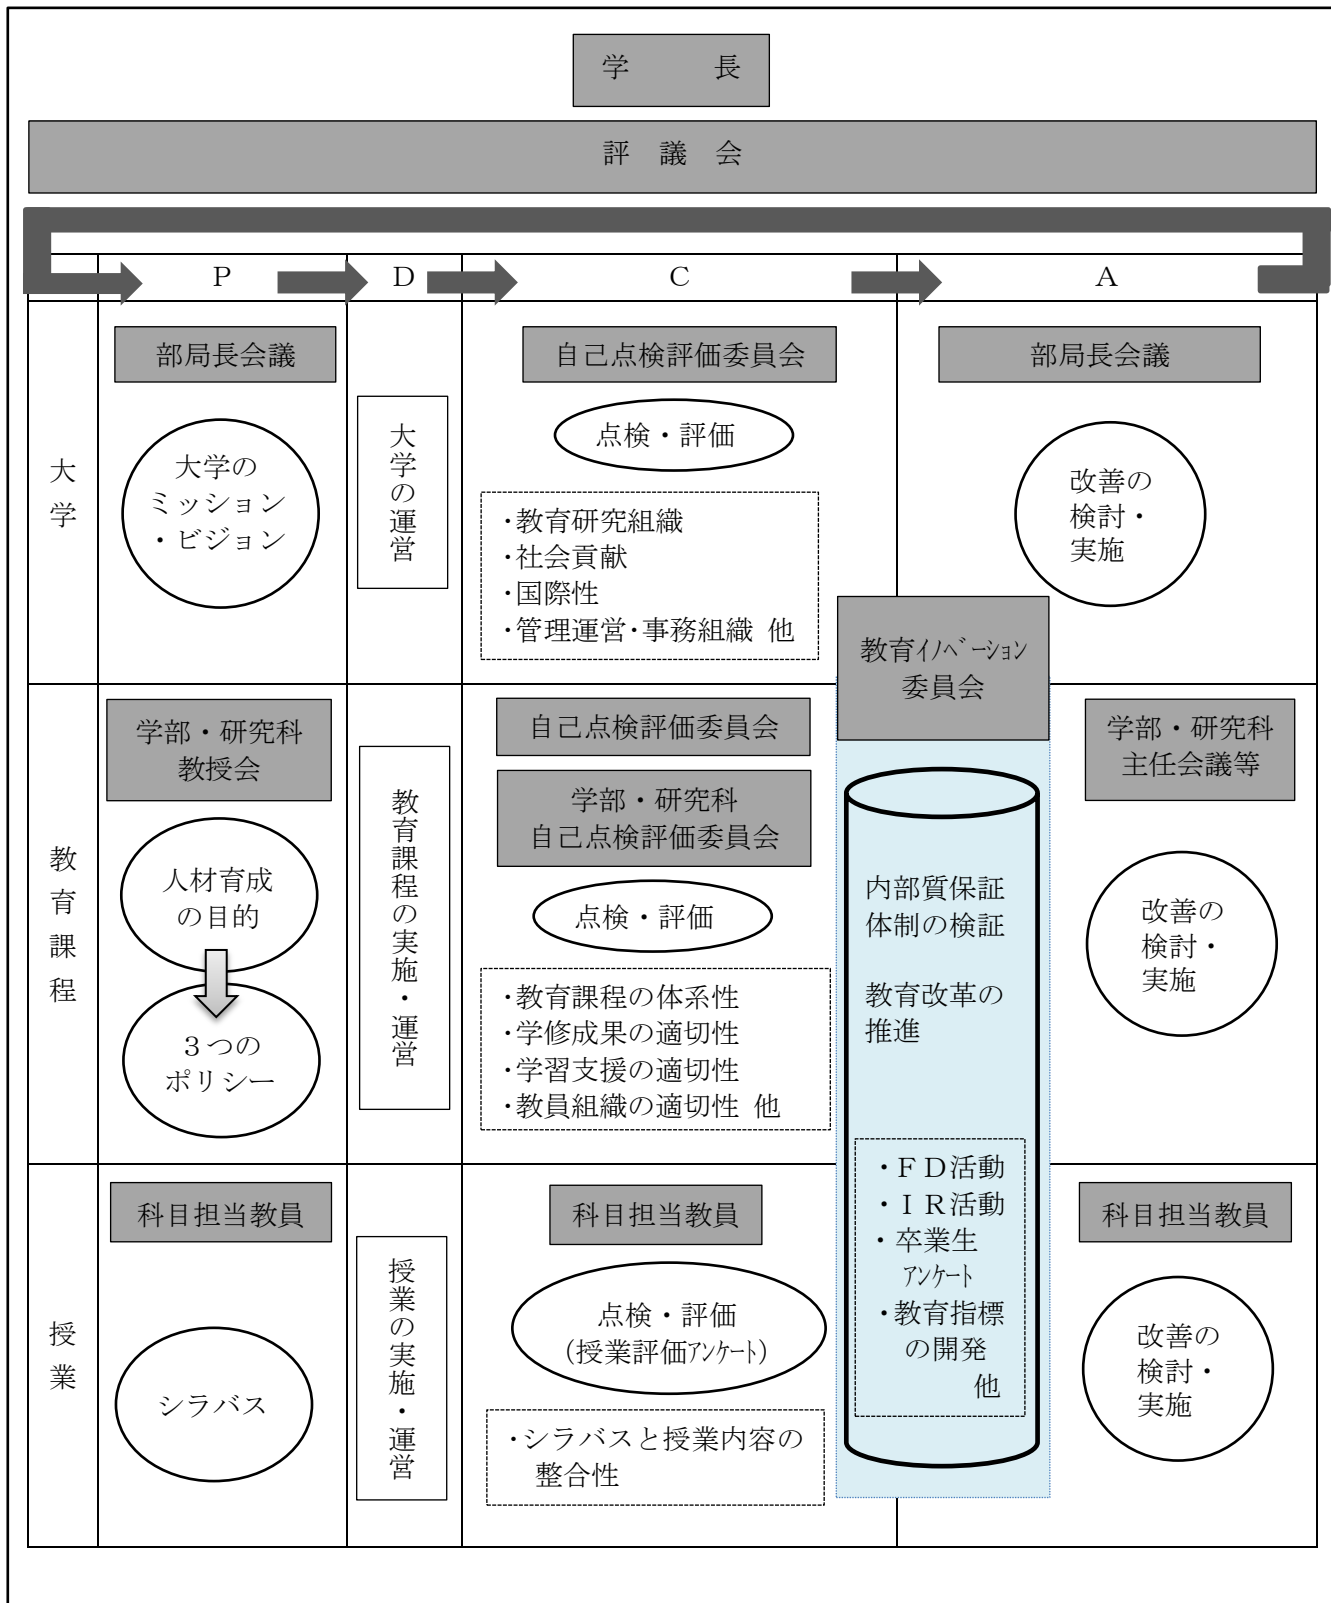 学　　長
評　議　会
P
D
C
A
大学
部局長会議
大学の
ミッション
・ビジョン
大学の運営
自己点検評価委員会
点検・評価
・教育研究組織
・社会貢献
・国際性
・管理運営・事務組織 他
部局長会議
改善の
検討・
実施
教育イノベーション
委員会
内部質保証
体制の検証
教育改革の
推進
・ＦＤ活動
・ＩＲ活動
・卒業生
アンケート
・教育指標
の開発
他
教育課程
学部・研究科
教授会
人材育成
の目的
３つの
ポリシー
教育課程の実施・運営
自己点検評価委員会
学部・研究科
自己点検評価委員会
点検・評価
・教育課程の体系性
・学修成果の適切性
・学習支援の適切性
・教員組織の適切性 他
学部・研究科
主任会議等
改善の
検討・
実施
授業
科目担当教員
シラバス
授業の実施・運営
科目担当教員
点検・評価
(授業評価アンケート)
・シラバスと授業内容の
整合性
科目担当教員
改善の
検討・
実施